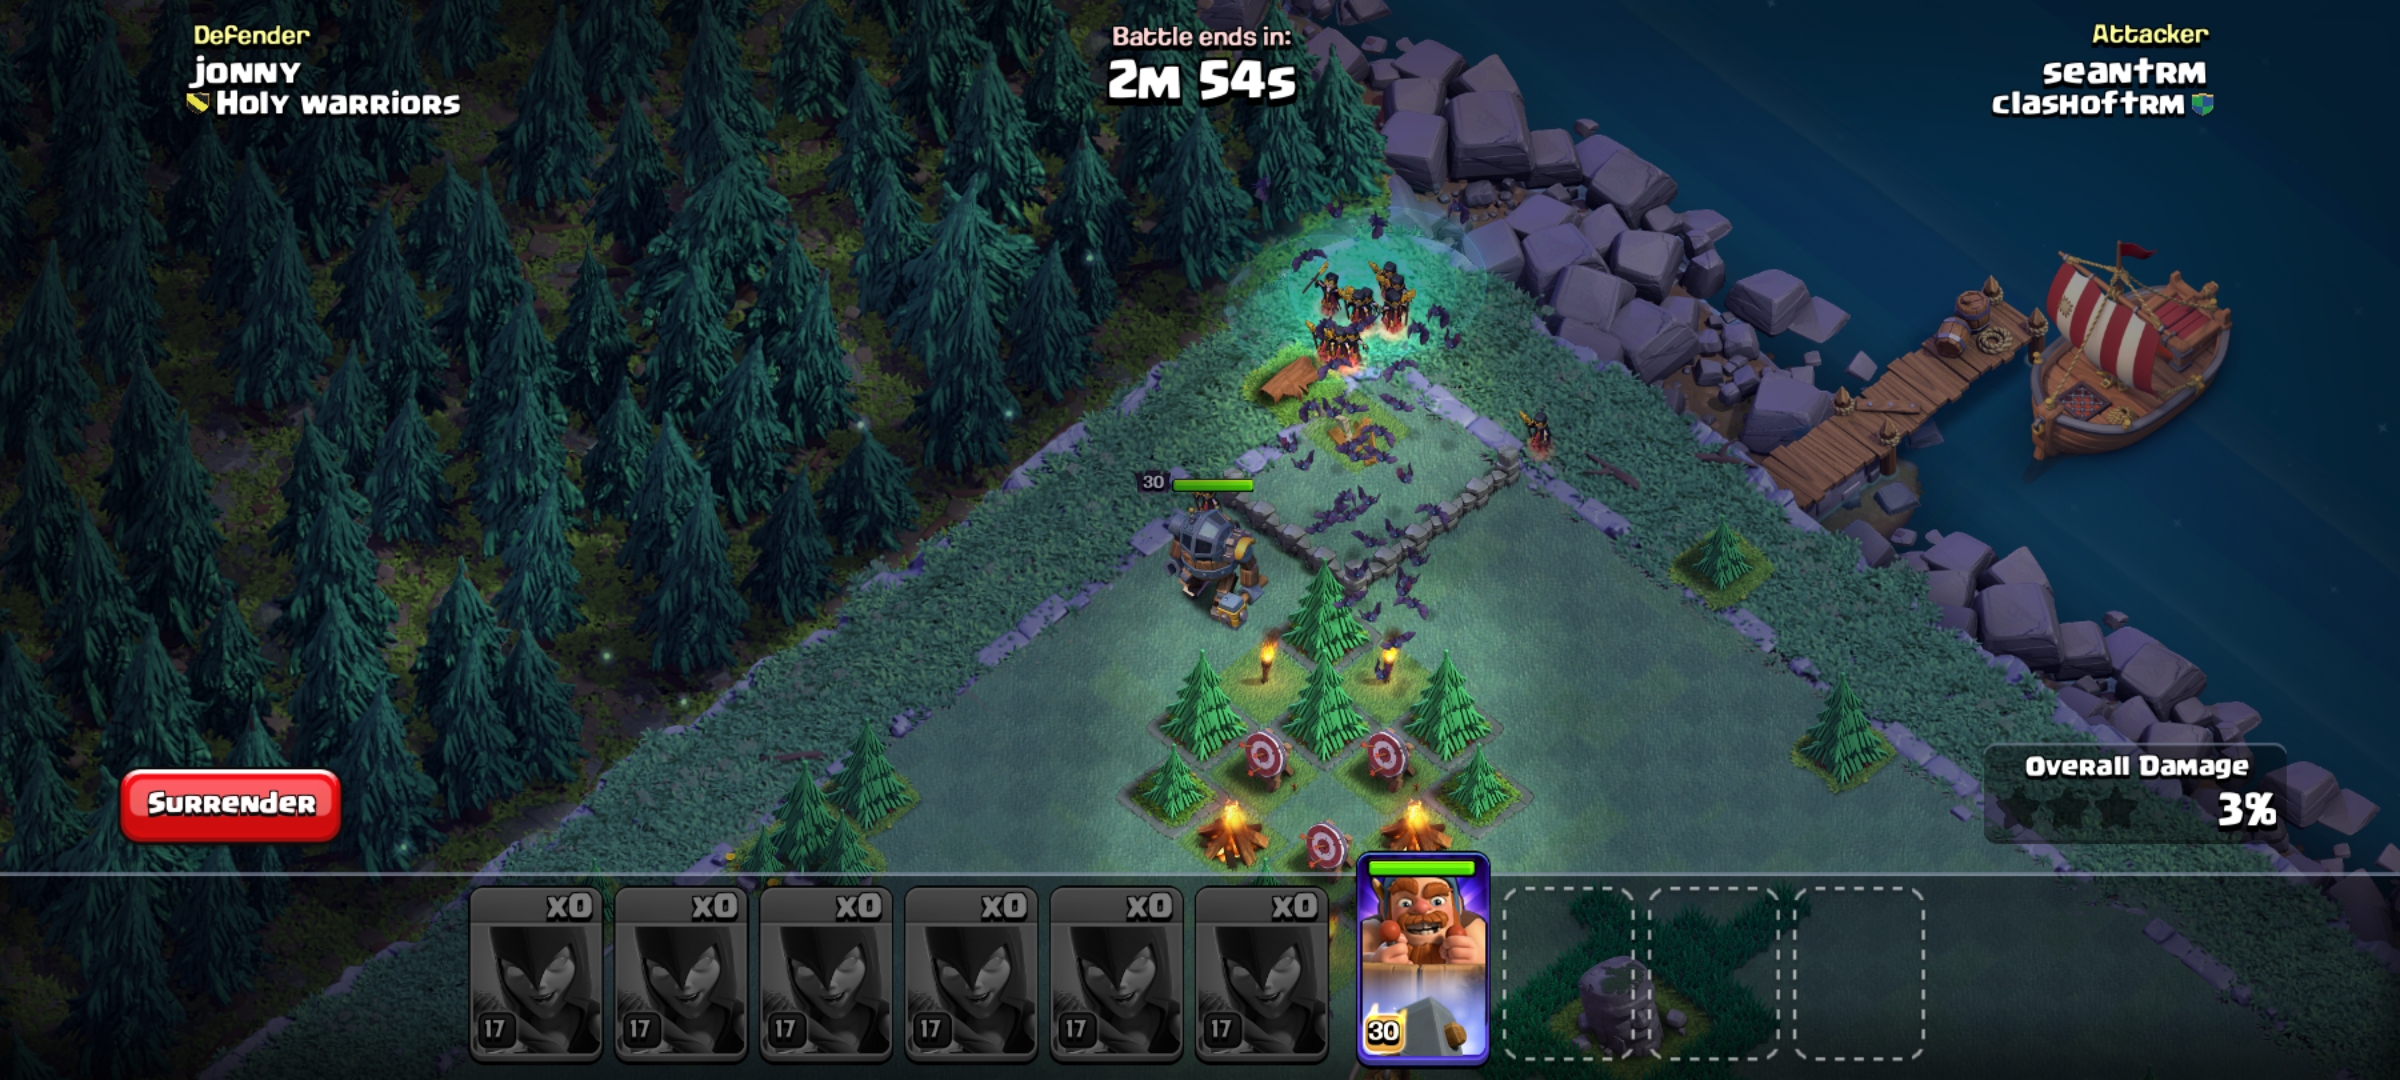 Defender
jonny
Holy warriors
Battle ends in:
2m 54s
Attacker
seantrm
clashoftrm
30
Surrender
Overall Damage
3%
x0
x0
x0
x0
x0
x0
17
17
17
17
17
17
30